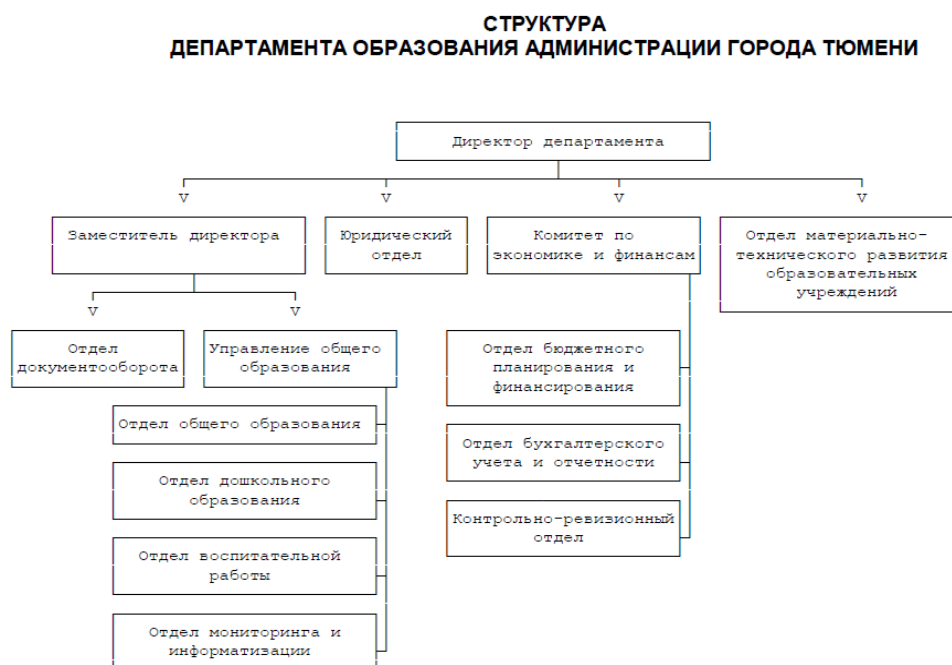 СТРУКТУРА
ДЕПАРТАМЕНТА ОБРАЗОВАНИЯ АДМИНИСТРАЦИИ ГОРОДА ТЮМЕНИ
Директор департамента
V V V V
Заместитель директора
Юридический
отдел
Комитет по
экономике и финансам
Отдел материально-
технического развития
образовательных
учреждений
V V
Отдел
документооборота
Управление общего
образования
Отдел общего образования
Отдел дошкольного
образования
Отдел воспитательной
работы
Отдел мониторинга и
информатизации
Отдел бюджетного
планирования и
финансирования
Отдел бухгалтерского
учета и отчетности
Контрольно-ревизионный
отдел